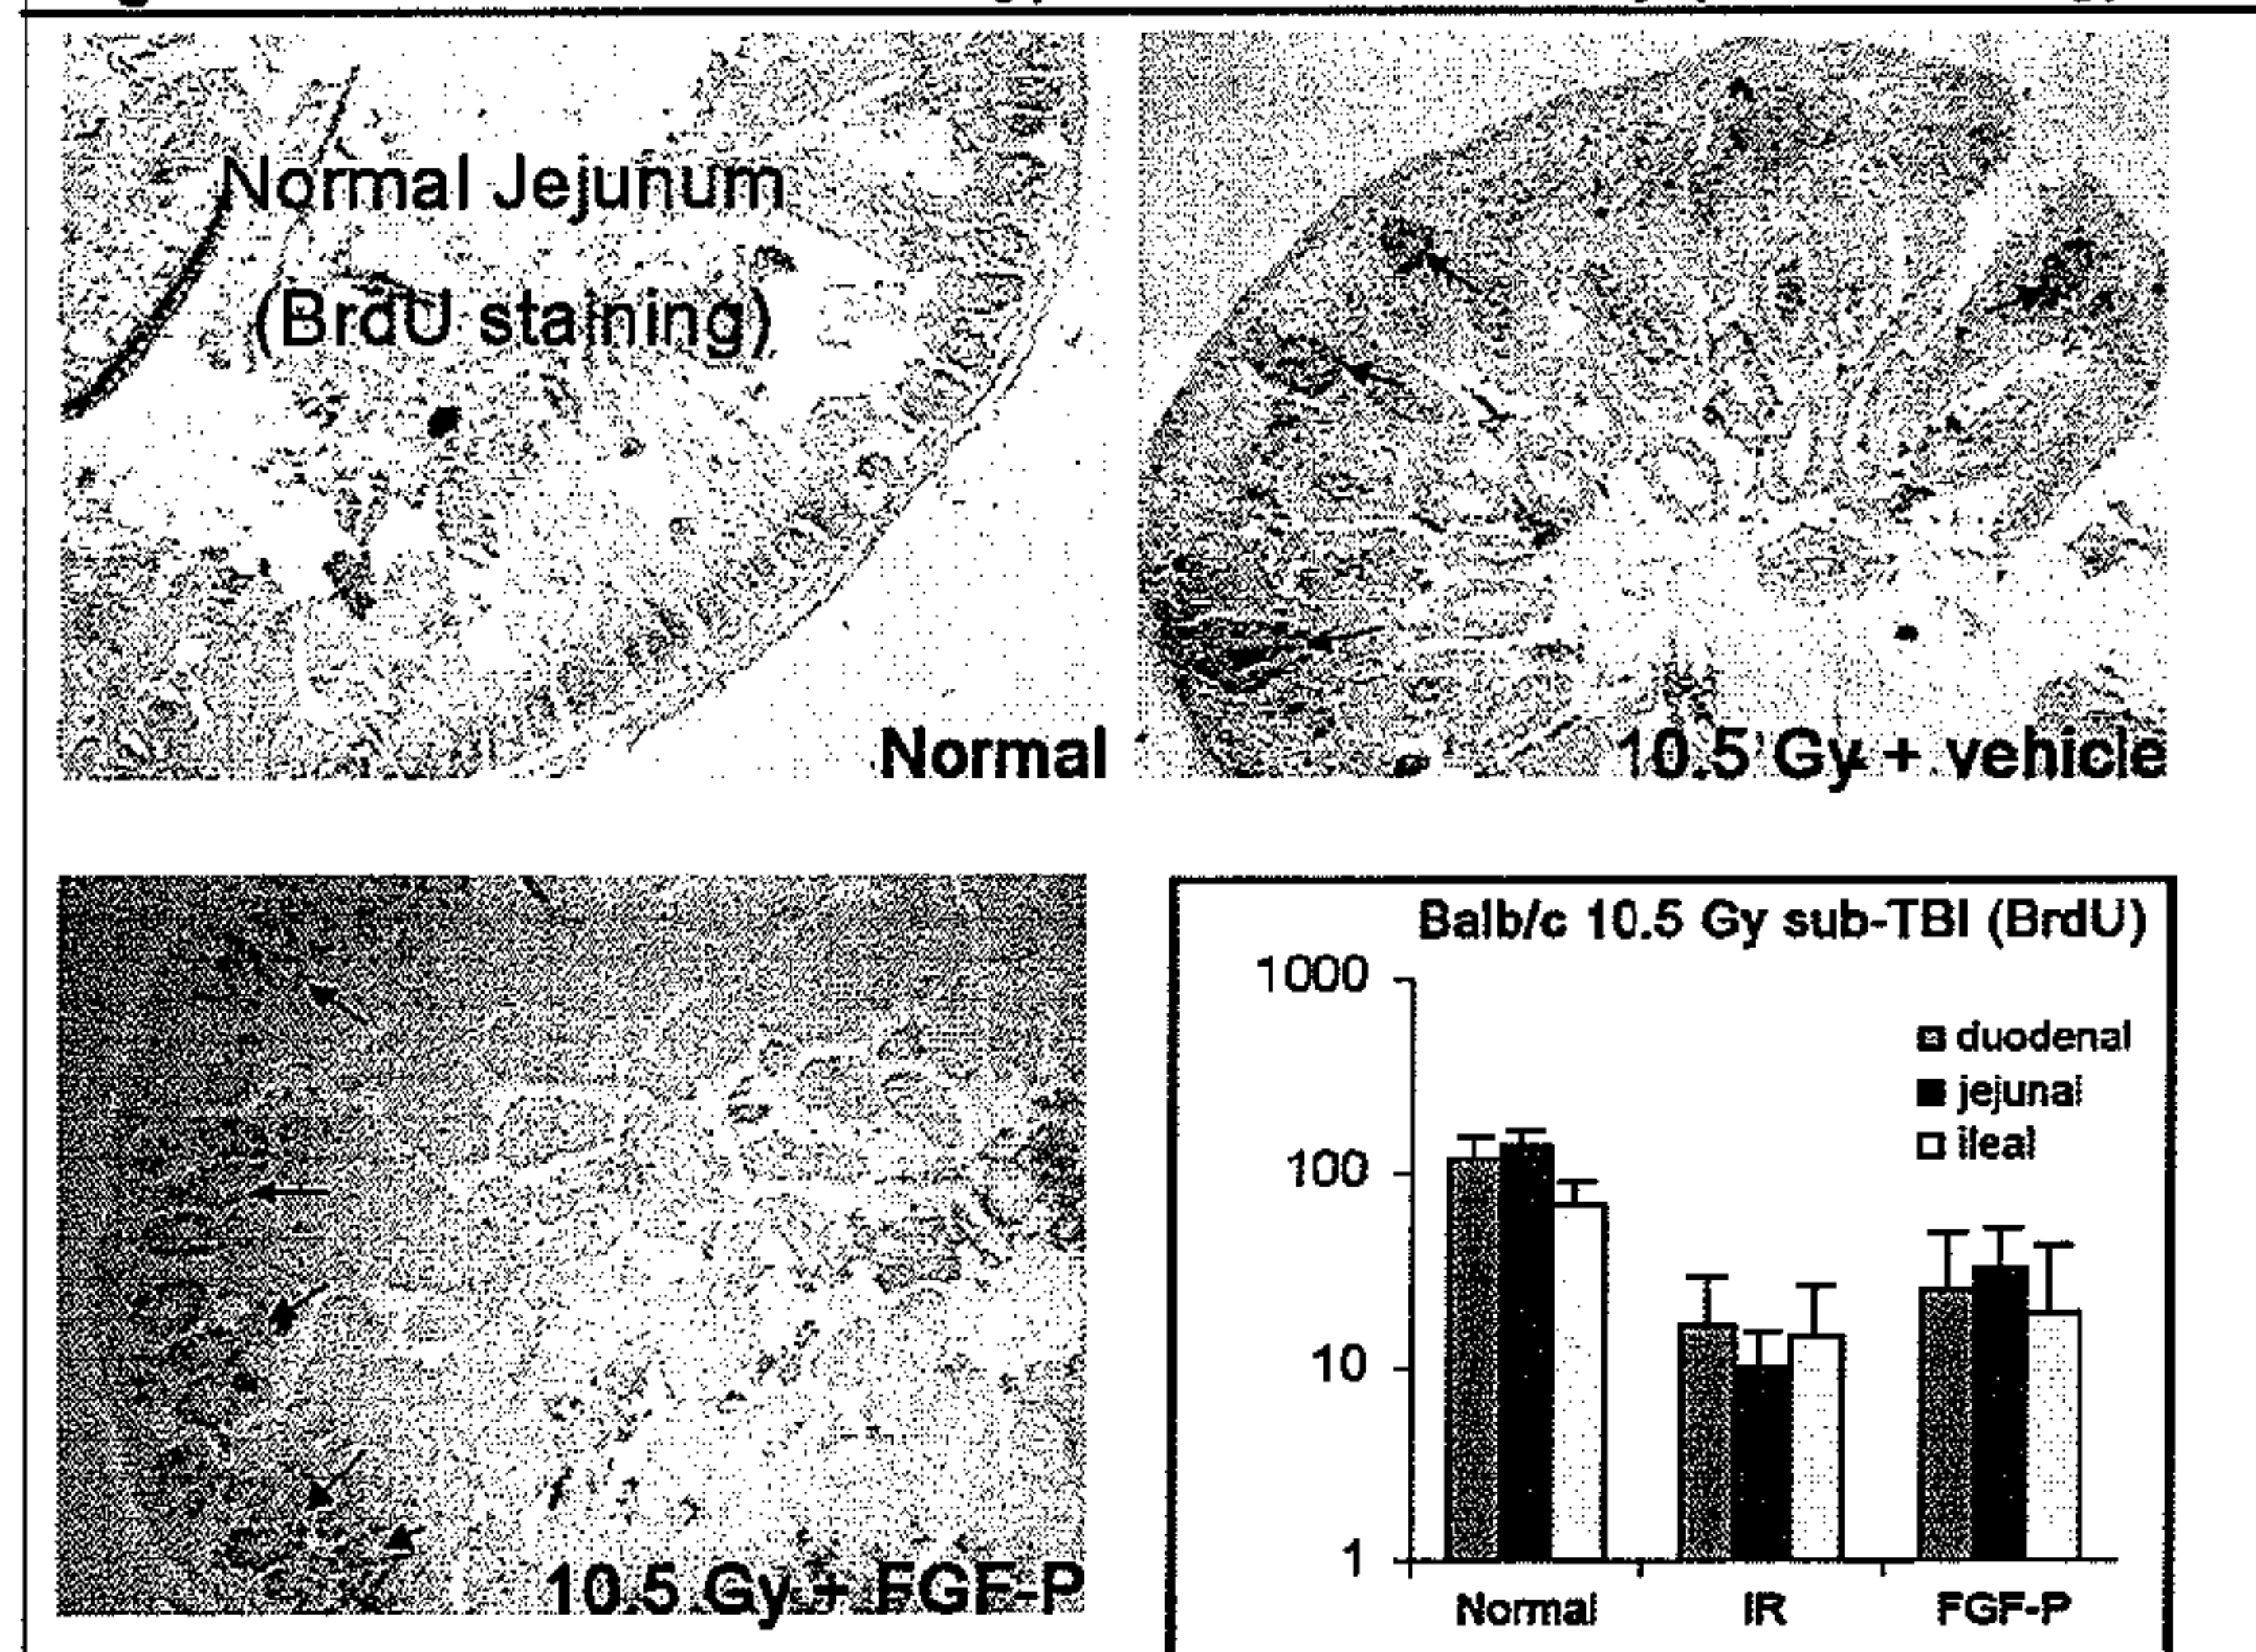 Normal Jejunum
(BrdU staining)
Normal
10.5 Gy + vehicle
10.5 Gy + FGF-P
Balb/c 10.5 Gy sub-TBI (BrdU)
1000
100
10
1
duodenal
jejunal
ileal
Normal IR FGF-P